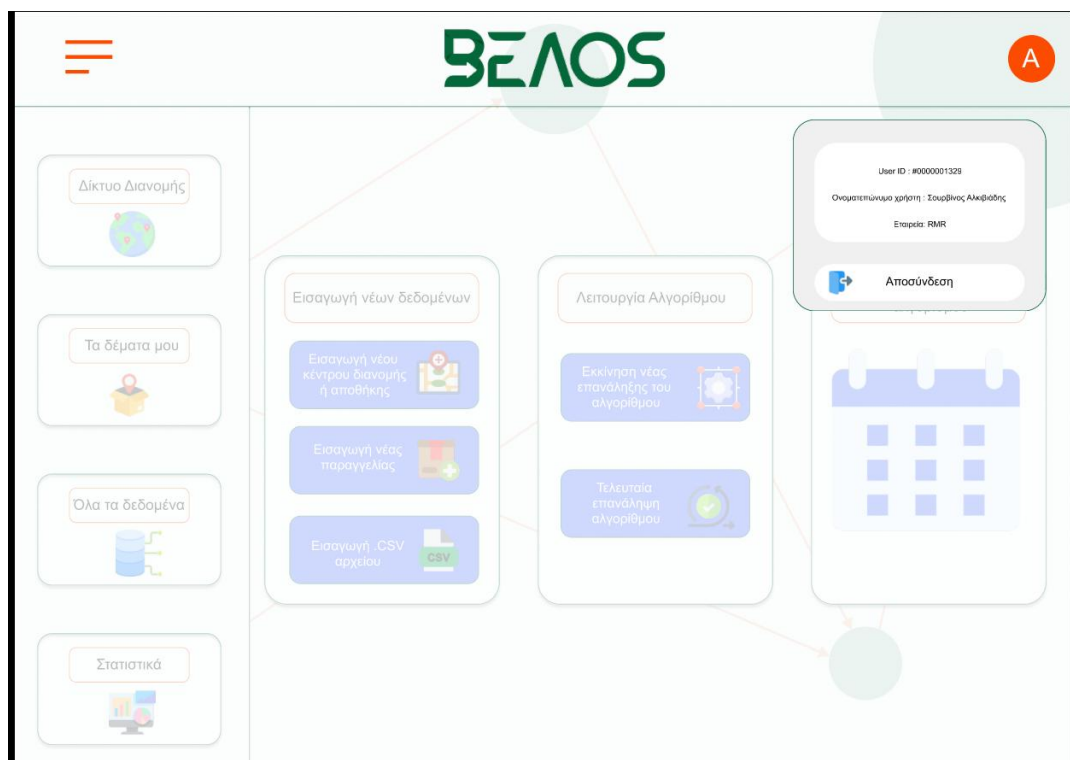 ΒΕΛΟS
A
Δίκτυο Διανομής
Τα δέματα μου
Όλα τα δεδομένα
Στατιστικά
Εισαγωγή νέων δεδομένων
Εισαγωγή νέου
κέντρου διανομής
ή αποθήκης
Εισαγωγή νέας
παραγγελίας
Εισαγωγή .CSV
αρχείου
CSV
Λειτουργία Αλγορίθμου
Εκκίνηση νέας
επανάληξης του
αλγορίθμου
Τελευταία
επανάληψη
αλγορίθμου
User ID : #0000001329
Ονοματεπώνυμο χρήστη : Σουρβίνος Αλκιβιάδης
Εταιρεία: RMR
Αποσύνδεση